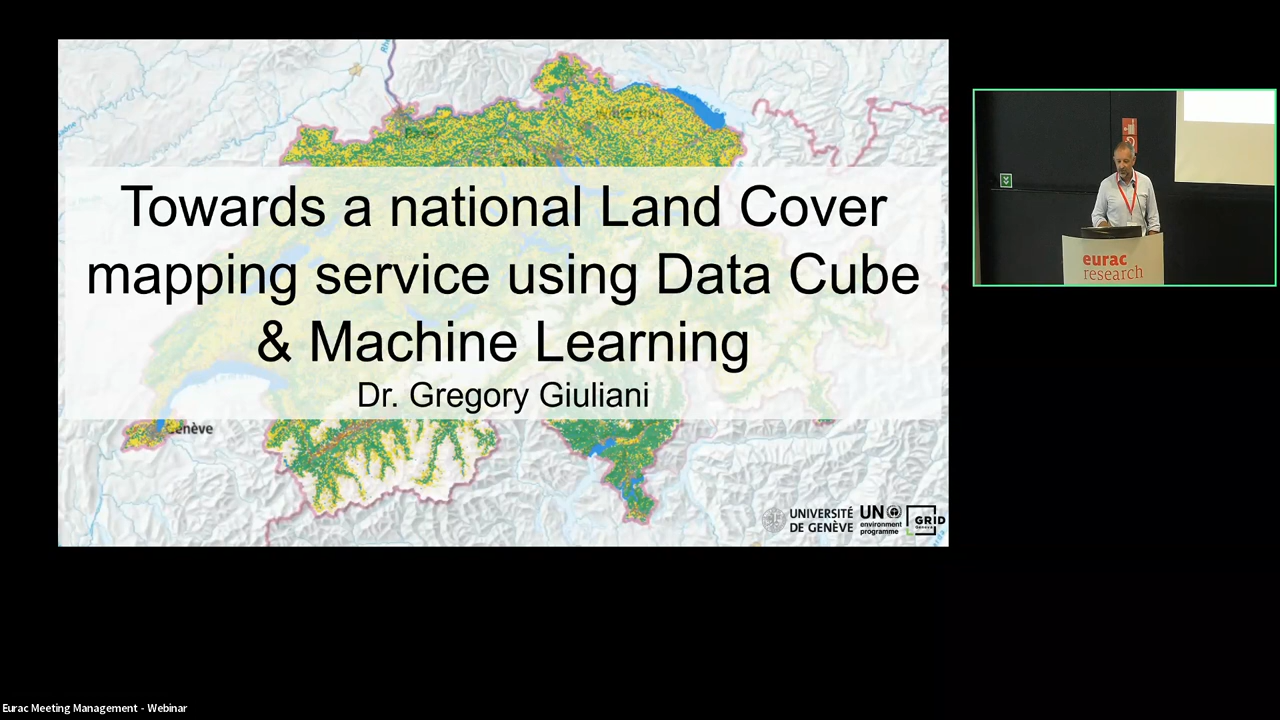 Towards a national Land Cover
mapping service using Data Cube
& Machine Learning
Dr. Gregory Giuliani
Genève
UNIVERSITÉ
DE GENÈVE
UN
environment
programme
GRID
eurac
research
Eurac Meeting Management - Webinar